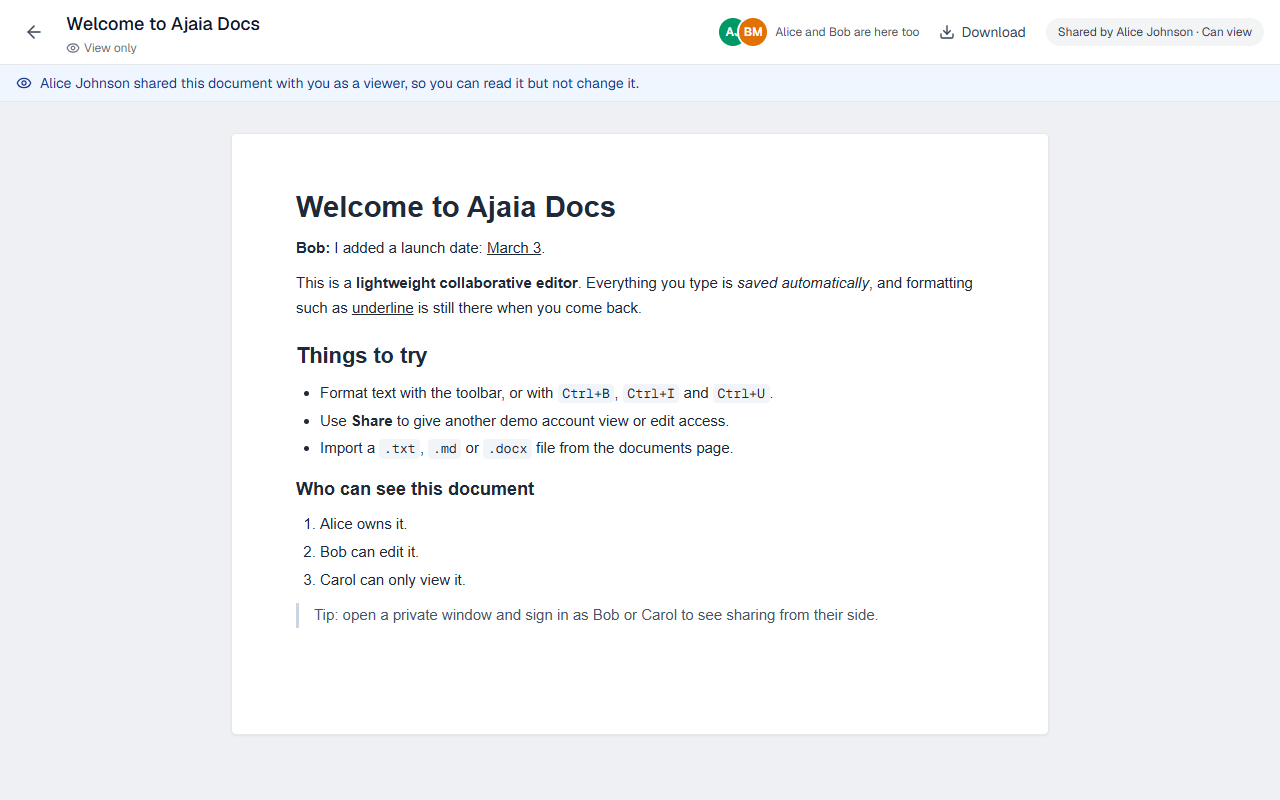 Welcome to Ajaia Docs
View only
BM
Alice and Bob are here too
Download
Shared by Alice Johnson · Can view
Alice Johnson shared this document with you as a viewer, so you can read it but not change it.
Welcome to Ajaia Docs
Bob: I added a launch date: March 3.
This is a lightweight collaborative editor. Everything you type is saved automatically, and formatting
such as underline is still there when you come back.
Things to try
Format text with the toolbar, or with Ctrl+B, Ctrl+I and Ctrl+U.
Use Share to give another demo account view or edit access.
Import a .txt, .md or .docx file from the documents page.
Who can see this document
1. Alice owns it.
2. Bob can edit it.
3. Carol can only view it.
Tip: open a private window and sign in as Bob or Carol to see sharing from their side.